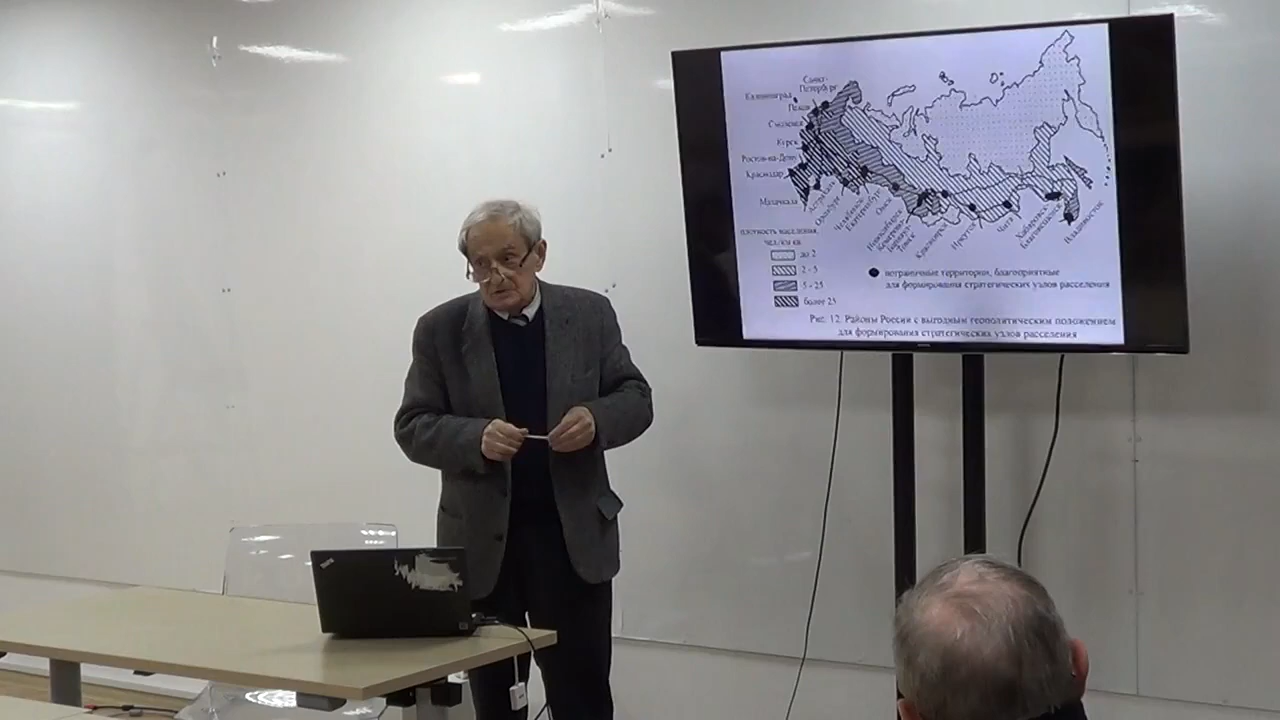 Санкт-
Петербург
Калининград
Псков
Смоленск
Курск
Ростов-на-Дону
Краснодар
Махачкала
Астрахань
Оренбург
Челябинск
Екатеринбург
Омск
Новосибирск
Кемерово
Барнаул
Томск
Красноярск
Иркутск
Чита
Хабаровск
Благовещенск
Владивосток
плотность населения,
чел./км кв.
до 2
2 - 5
5 - 25
более 25
пограничные территории, благоприятные
для формирования стратегических узлов расселения
Рис. 12. Районы России с выгодным геополитическим положением
для формирования стратегических узлов расселения